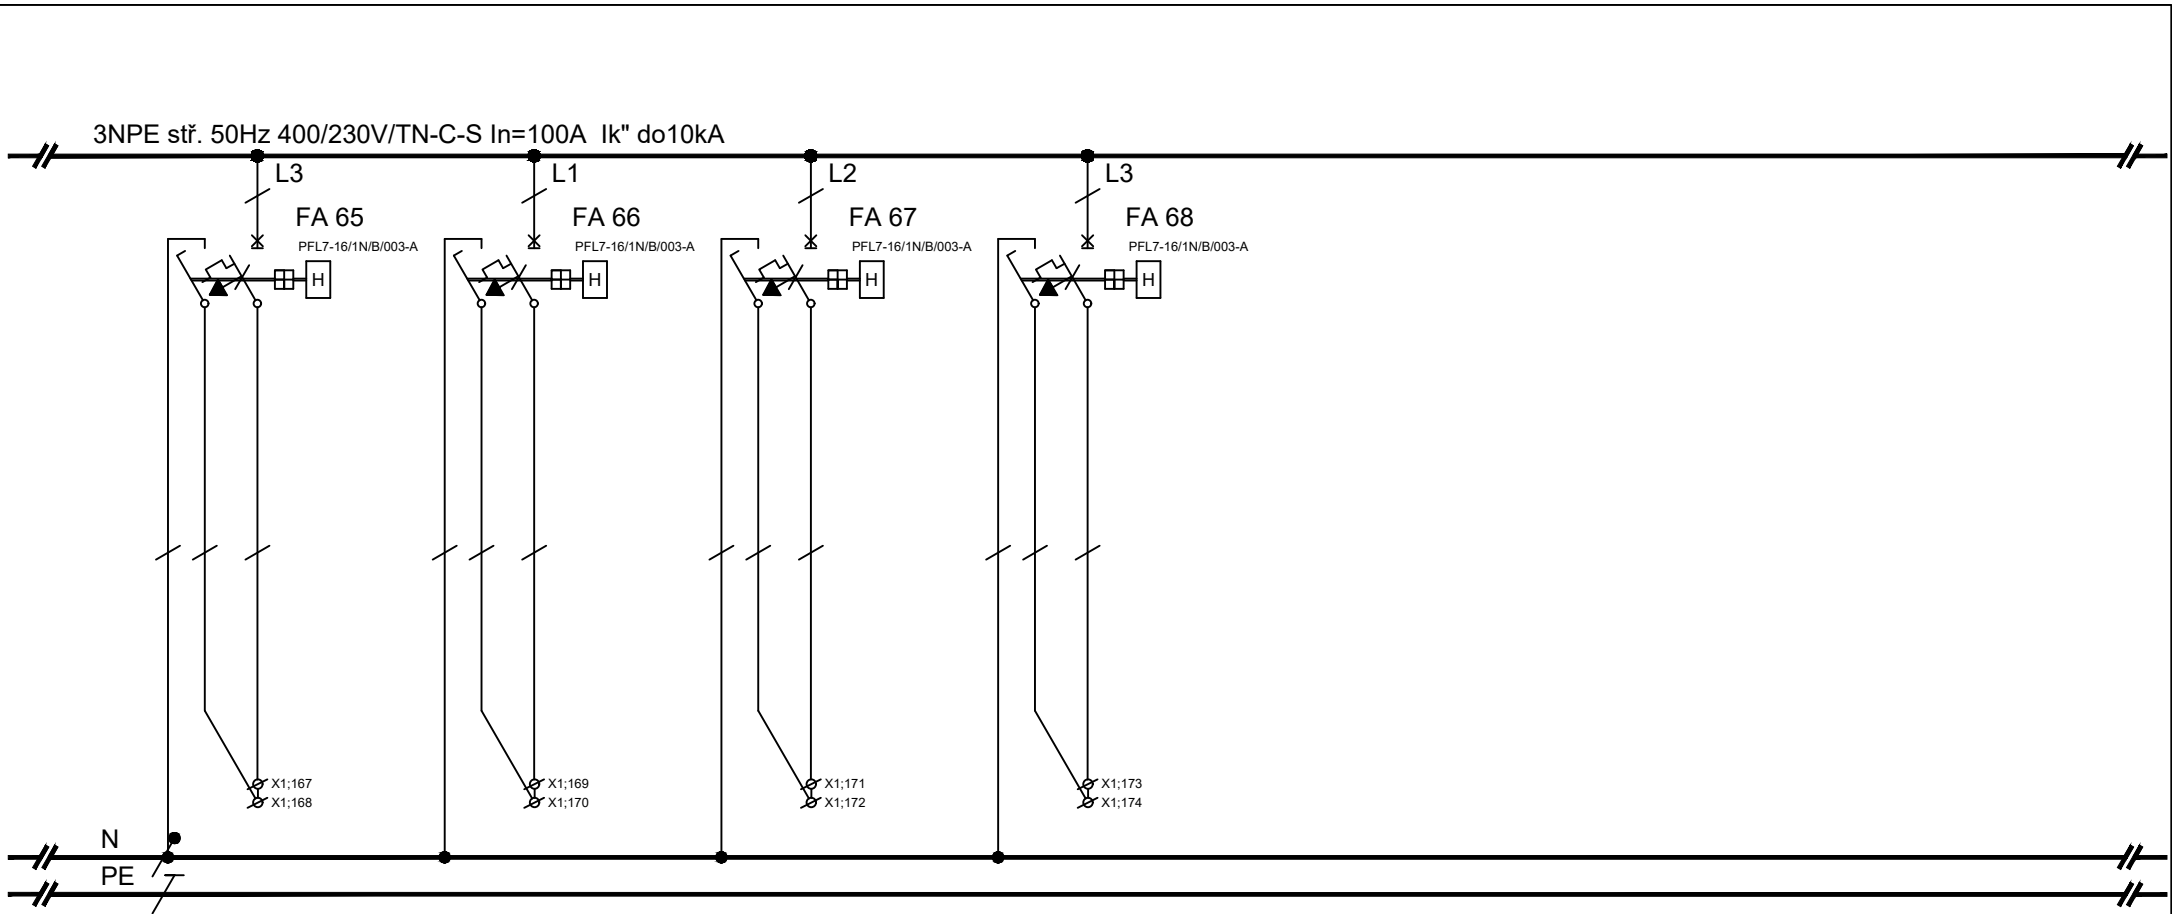 3NPE stř. 50Hz 400/230V/TN-C-S In=100A Ik" do10kA
L3 L1 L2 L3
FA 65 FA 66 FA 67 FA 68
PFL7-16/1N/B/003-A PFL7-16/1N/B/003-A PFL7-16/1N/B/003-A PFL7-16/1N/B/003-A
H H H H
X1;167 X1;169 X1;171 X1;173
X1;168 X1;170 X1;172 X1;174
N
PE